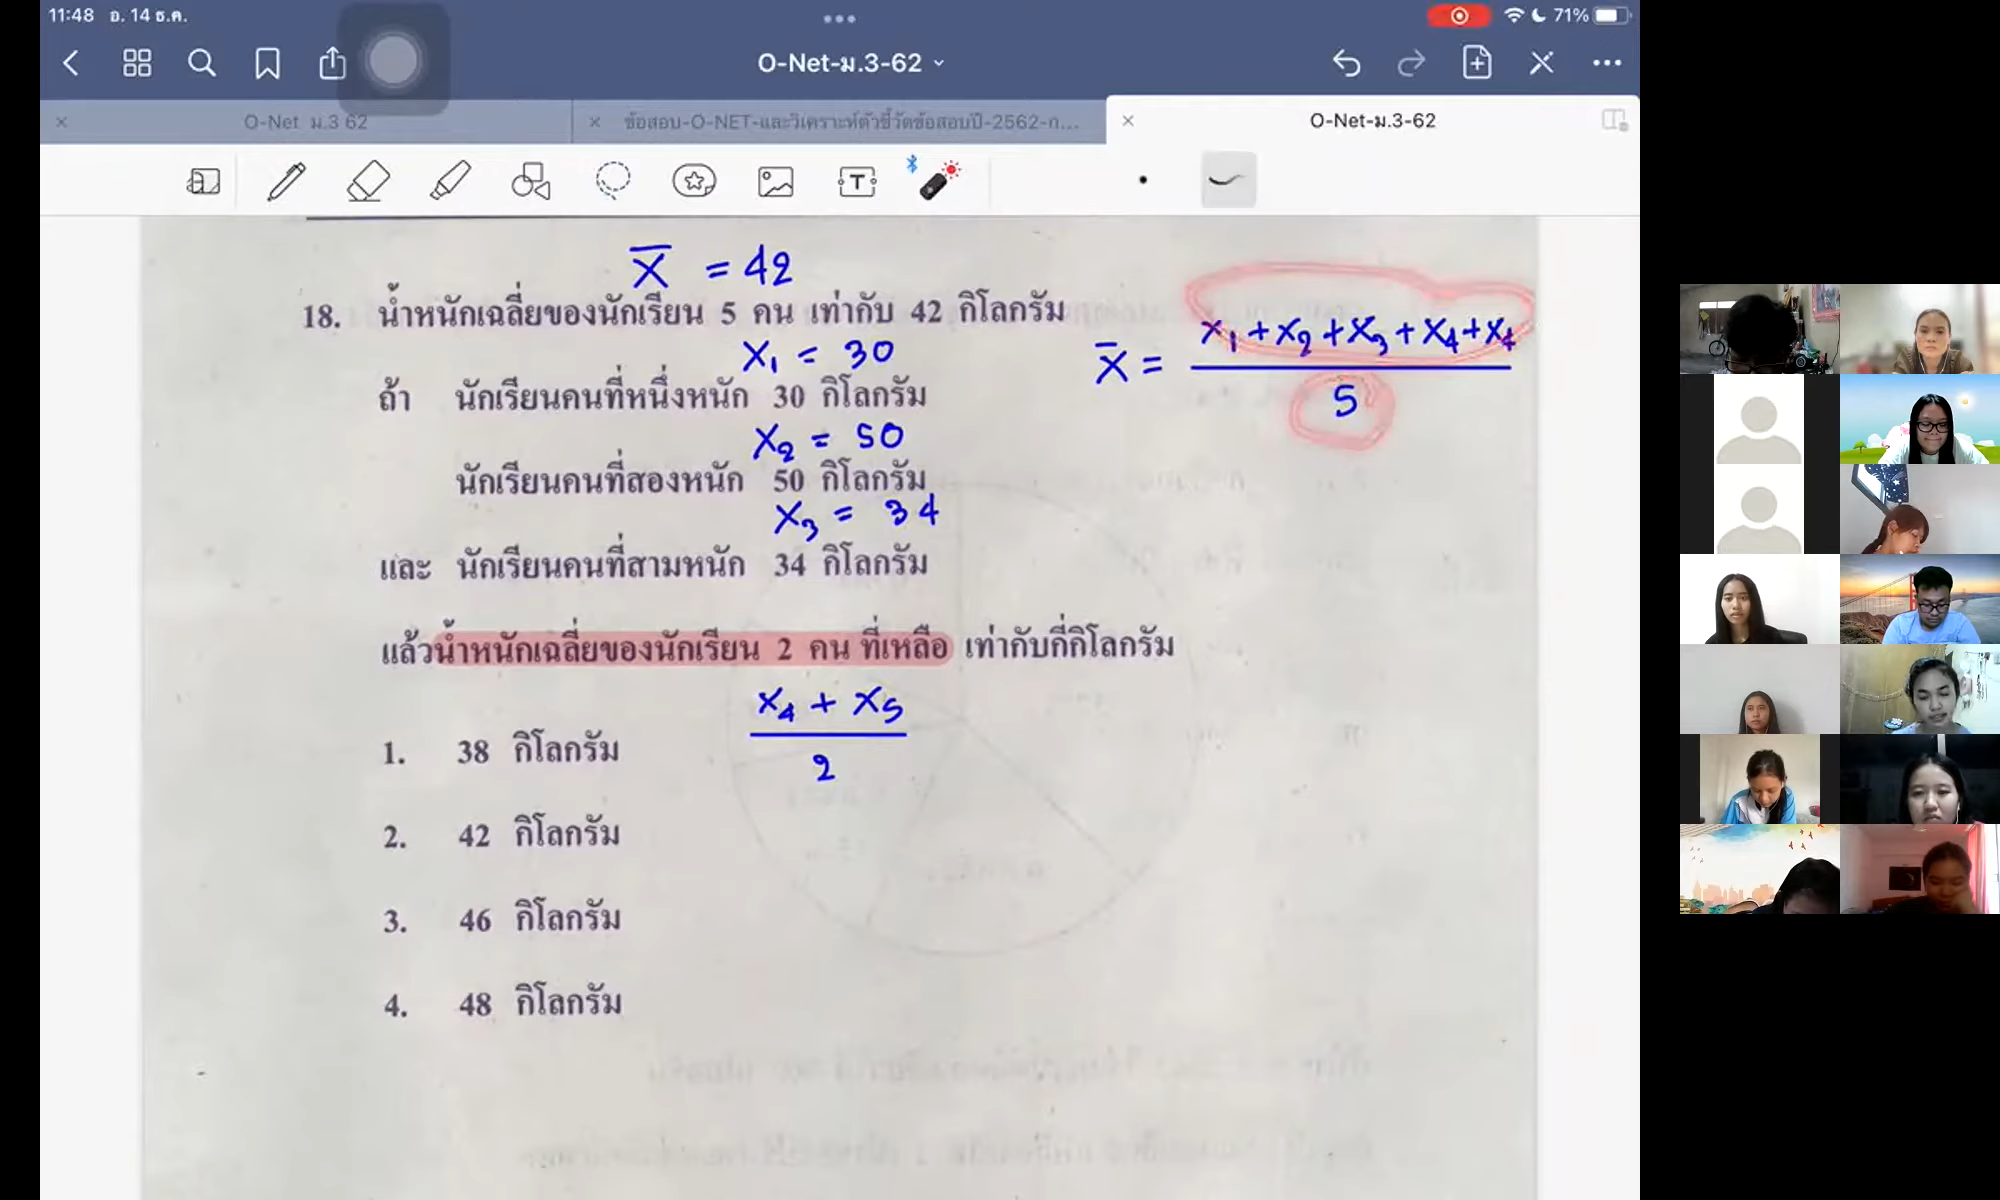 11:48 อ. 14 ธ.ค.
71%
O-Net-ม.3-62
O-Net ม.3 62
ข้อสอบ-O-NET-และวิเคราะห์ตัวชี้วัดข้อสอบปี-2562-ก...
O-Net-ม.3-62
T
X̄ = 42
18. น้ำหนักเฉลี่ยของนักเรียน 5 คน เท่ากับ 42 กิโลกรัม
X₁ = 30
ถ้า นักเรียนคนที่หนึ่งหนัก 30 กิโลกรัม
X₂ = 50
นักเรียนคนที่สองหนัก 50 กิโลกรัม
X₃ = 34
และ นักเรียนคนที่สามหนัก 34 กิโลกรัม
แล้วน้ำหนักเฉลี่ยของนักเรียน 2 คน ที่เหลือ เท่ากับกี่กิโลกรัม
X₄ + X₅
2
1. 38 กิโลกรัม
2. 42 กิโลกรัม
3. 46 กิโลกรัม
4. 48 กิโลกรัม
X₁ + X₂ + X₃ + X₄ + X₄
X̄ =
5